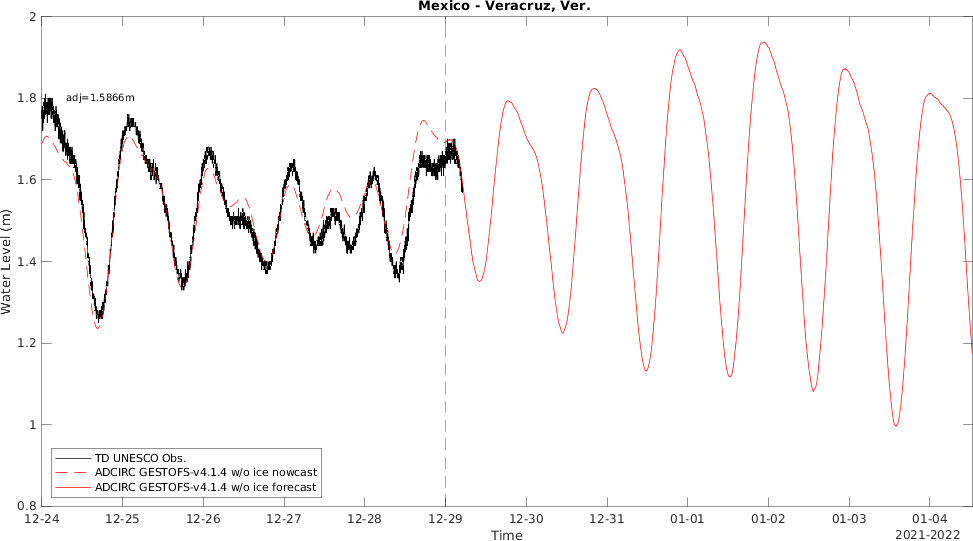 Mexico - Veracruz, Ver.
2
1.8
1.6
1.4
1.2
1
0.8
Water Level (m)
adj=1.5866m
TD UNESCO Obs.
ADCIRC GESTOFS-v4.1.4 w/o ice nowcast
ADCIRC GESTOFS-v4.1.4 w/o ice forecast
12-24 12-25 12-26 12-27 12-28 12-29 12-30 12-31 01-01 01-02 01-03 01-04
Time
2021-2022